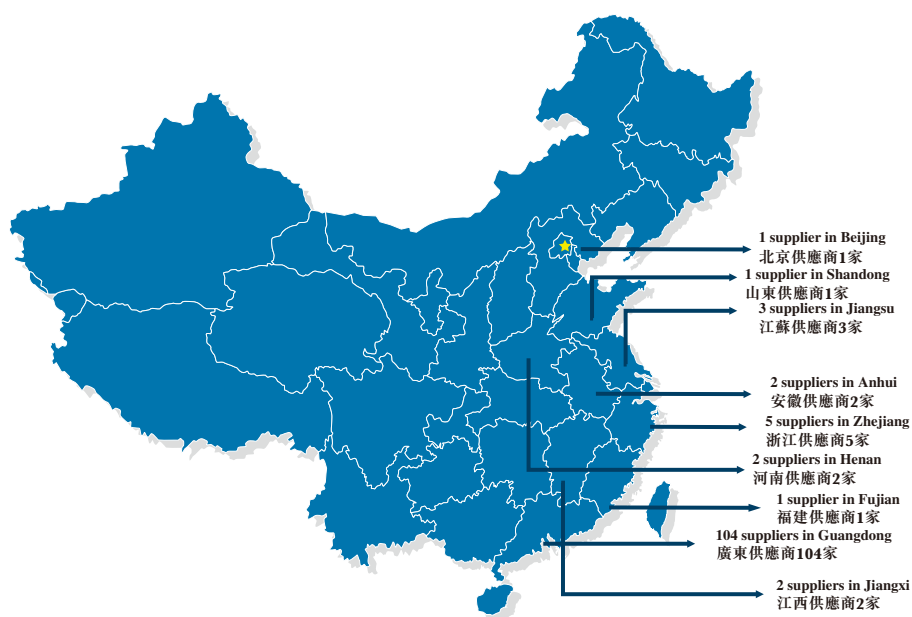 1 supplier in Beijing
北京供應商1家
1 supplier in Shandong
山東供應商1家
3 suppliers in Jiangsu
江蘇供應商3家
2 suppliers in Anhui
安徽供應商2家
5 suppliers in Zhejiang
浙江供應商5家
2 suppliers in Henan
河南供應商2家
1 supplier in Fujian
福建供應商1家
104 suppliers in Guangdong
廣東供應商104家
2 suppliers in Jiangxi
江西供應商2家